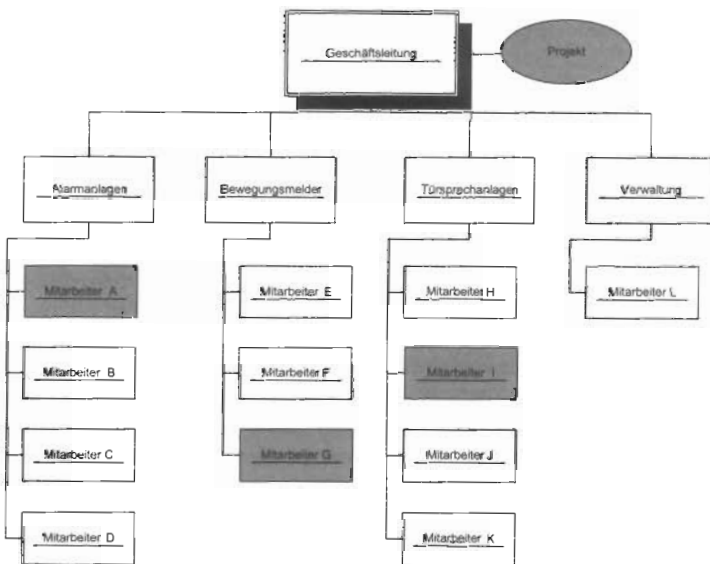 Geschäftsleitung
Projekt
Alarmanlagen
Bewegungsmelder
Türsprechanlagen
Verwaltung
Mitarbeiter A
Mitarbeiter E
Mitarbeiter H
Mitarbeiter L
Mitarbeiter B
Mitarbeiter F
Mitarbeiter I
Mitarbeiter C
Mitarbeiter G
Mitarbeiter J
Mitarbeiter D
Mitarbeiter K